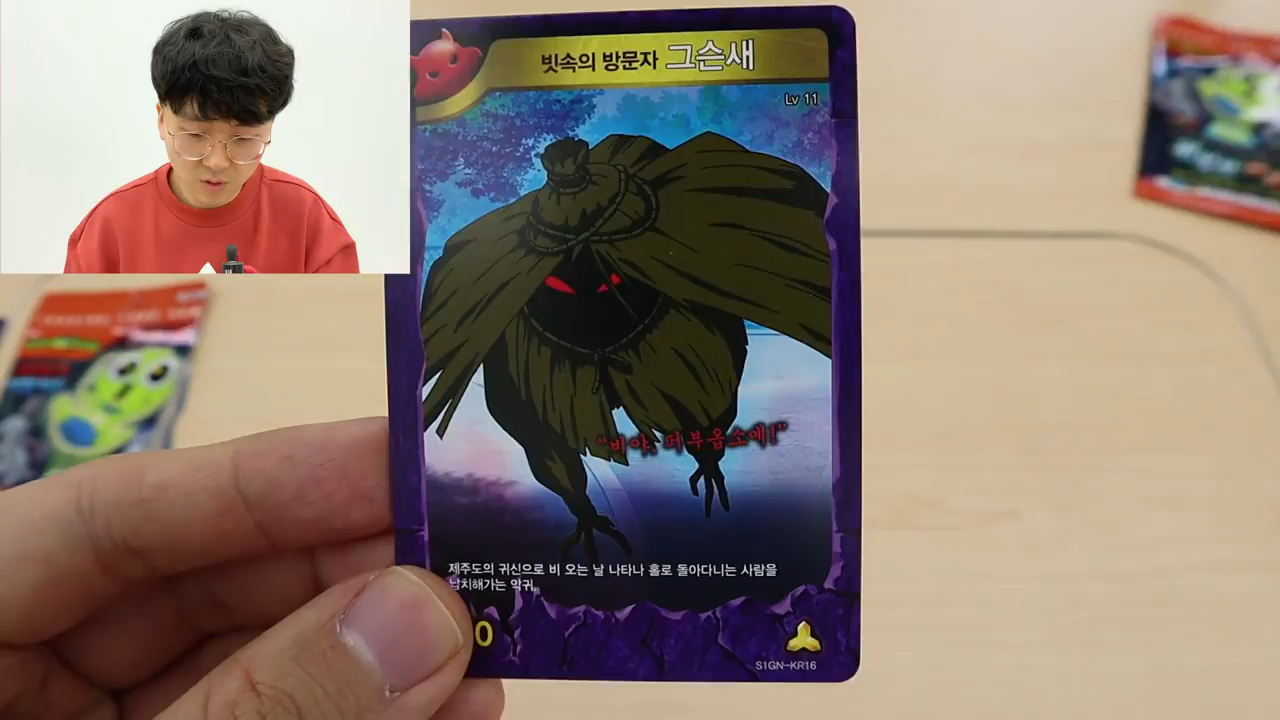 빗속의 방문자 그슨새
Lv 11
"비야, 퍼부옵소예!"
제주도의 귀신으로 비 오는 날 나타나 홀로 돌아다니는 사람을
납치해가는 악귀.
0
S1GN-KR16